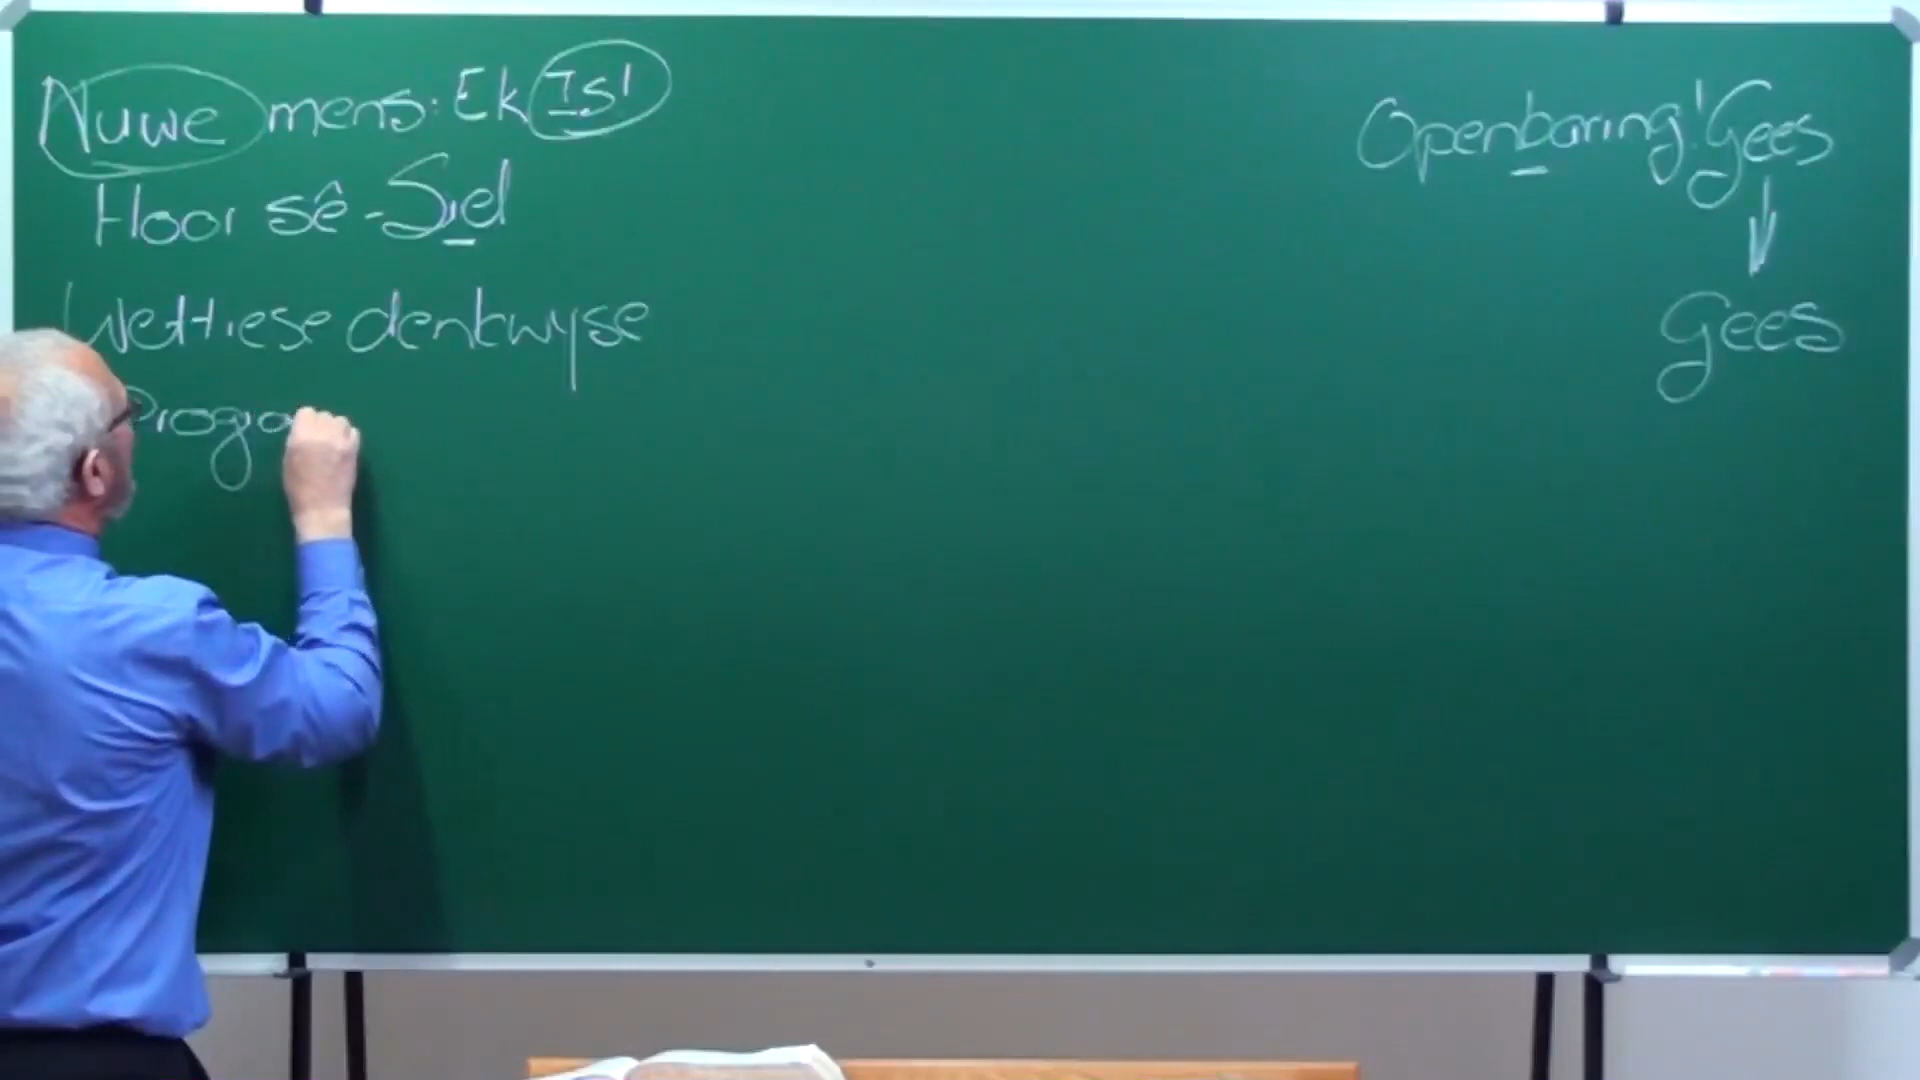 Nuwe mens: Ek Is!
Hoor sê - Siel
Wettiese denkwyse
Openbaring! Gees
Gees